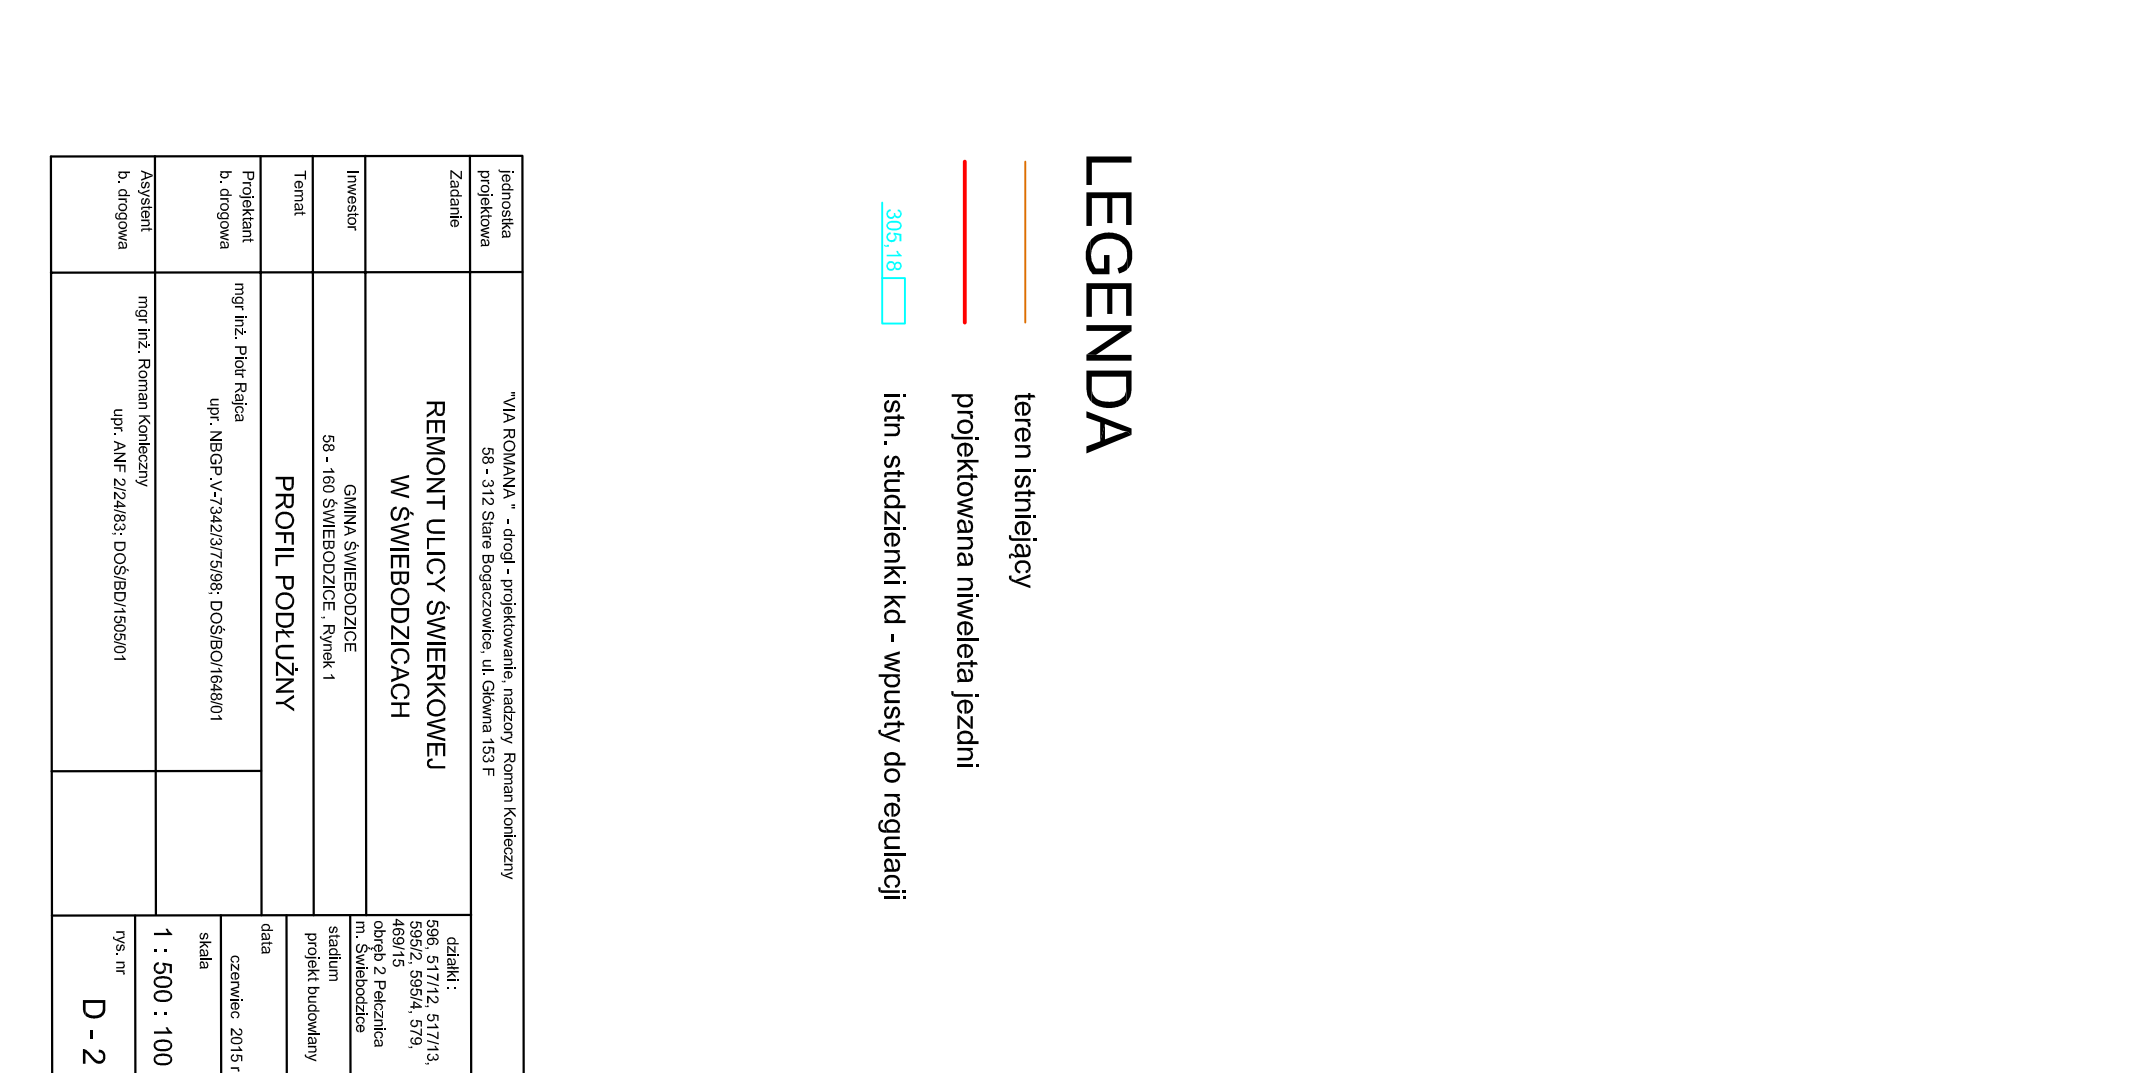 LEGENDA
teren istniejący
projektowana niweleta jezdni
305,18
istn. studzienki kd - wpusty do regulacji
jednostka
projektowa
"VIA ROMANA " - drogi - projektowanie, nadzory Roman Konieczny
58 - 312 Stare Bogaczowice, ul. Główna 153 F
Zadanie
REMONT ULICY ŚWIERKOWEJ
W ŚWIEBODZICACH
działki :
596, 517/12, 517/13,
595/2, 595/4, 579,
469/15
obręb 2 Pełcznica
m. Świebodzice
Inwestor
GMINA ŚWIEBODZICE
58 - 160 ŚWIEBODZICE , Rynek 1
stadium
projekt budowlany
Temat
PROFIL PODŁUŻNY
data
czerwiec 2015 r
Projektant
b. drogowa
mgr inż. Piotr Rajca
upr. NBGP.V-7342/3/75/98; DOŚ/BO/1648/01
skala
1 : 500 : 100
Asystent
b. drogowa
mgr inż. Roman Konieczny
upr. ANF 2/24/83; DOŚ/BD/1505/01
rys. nr
D - 2